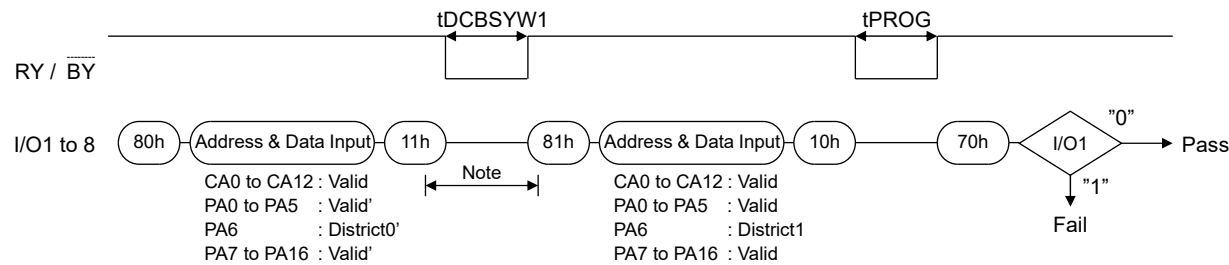 tDCBSYW1
tPROG
RY / BY
I/O1 to 8
80h
Address & Data Input
11h
81h
Address & Data Input
10h
70h
I/O1
"0"
Pass
"1"
Fail
Note
CA0 to CA12 : Valid
PA0 to PA5 : Valid'
PA6 : District0'
PA7 to PA16 : Valid'
CA0 to CA12 : Valid
PA0 to PA5 : Valid
PA6 : District1
PA7 to PA16 : Valid